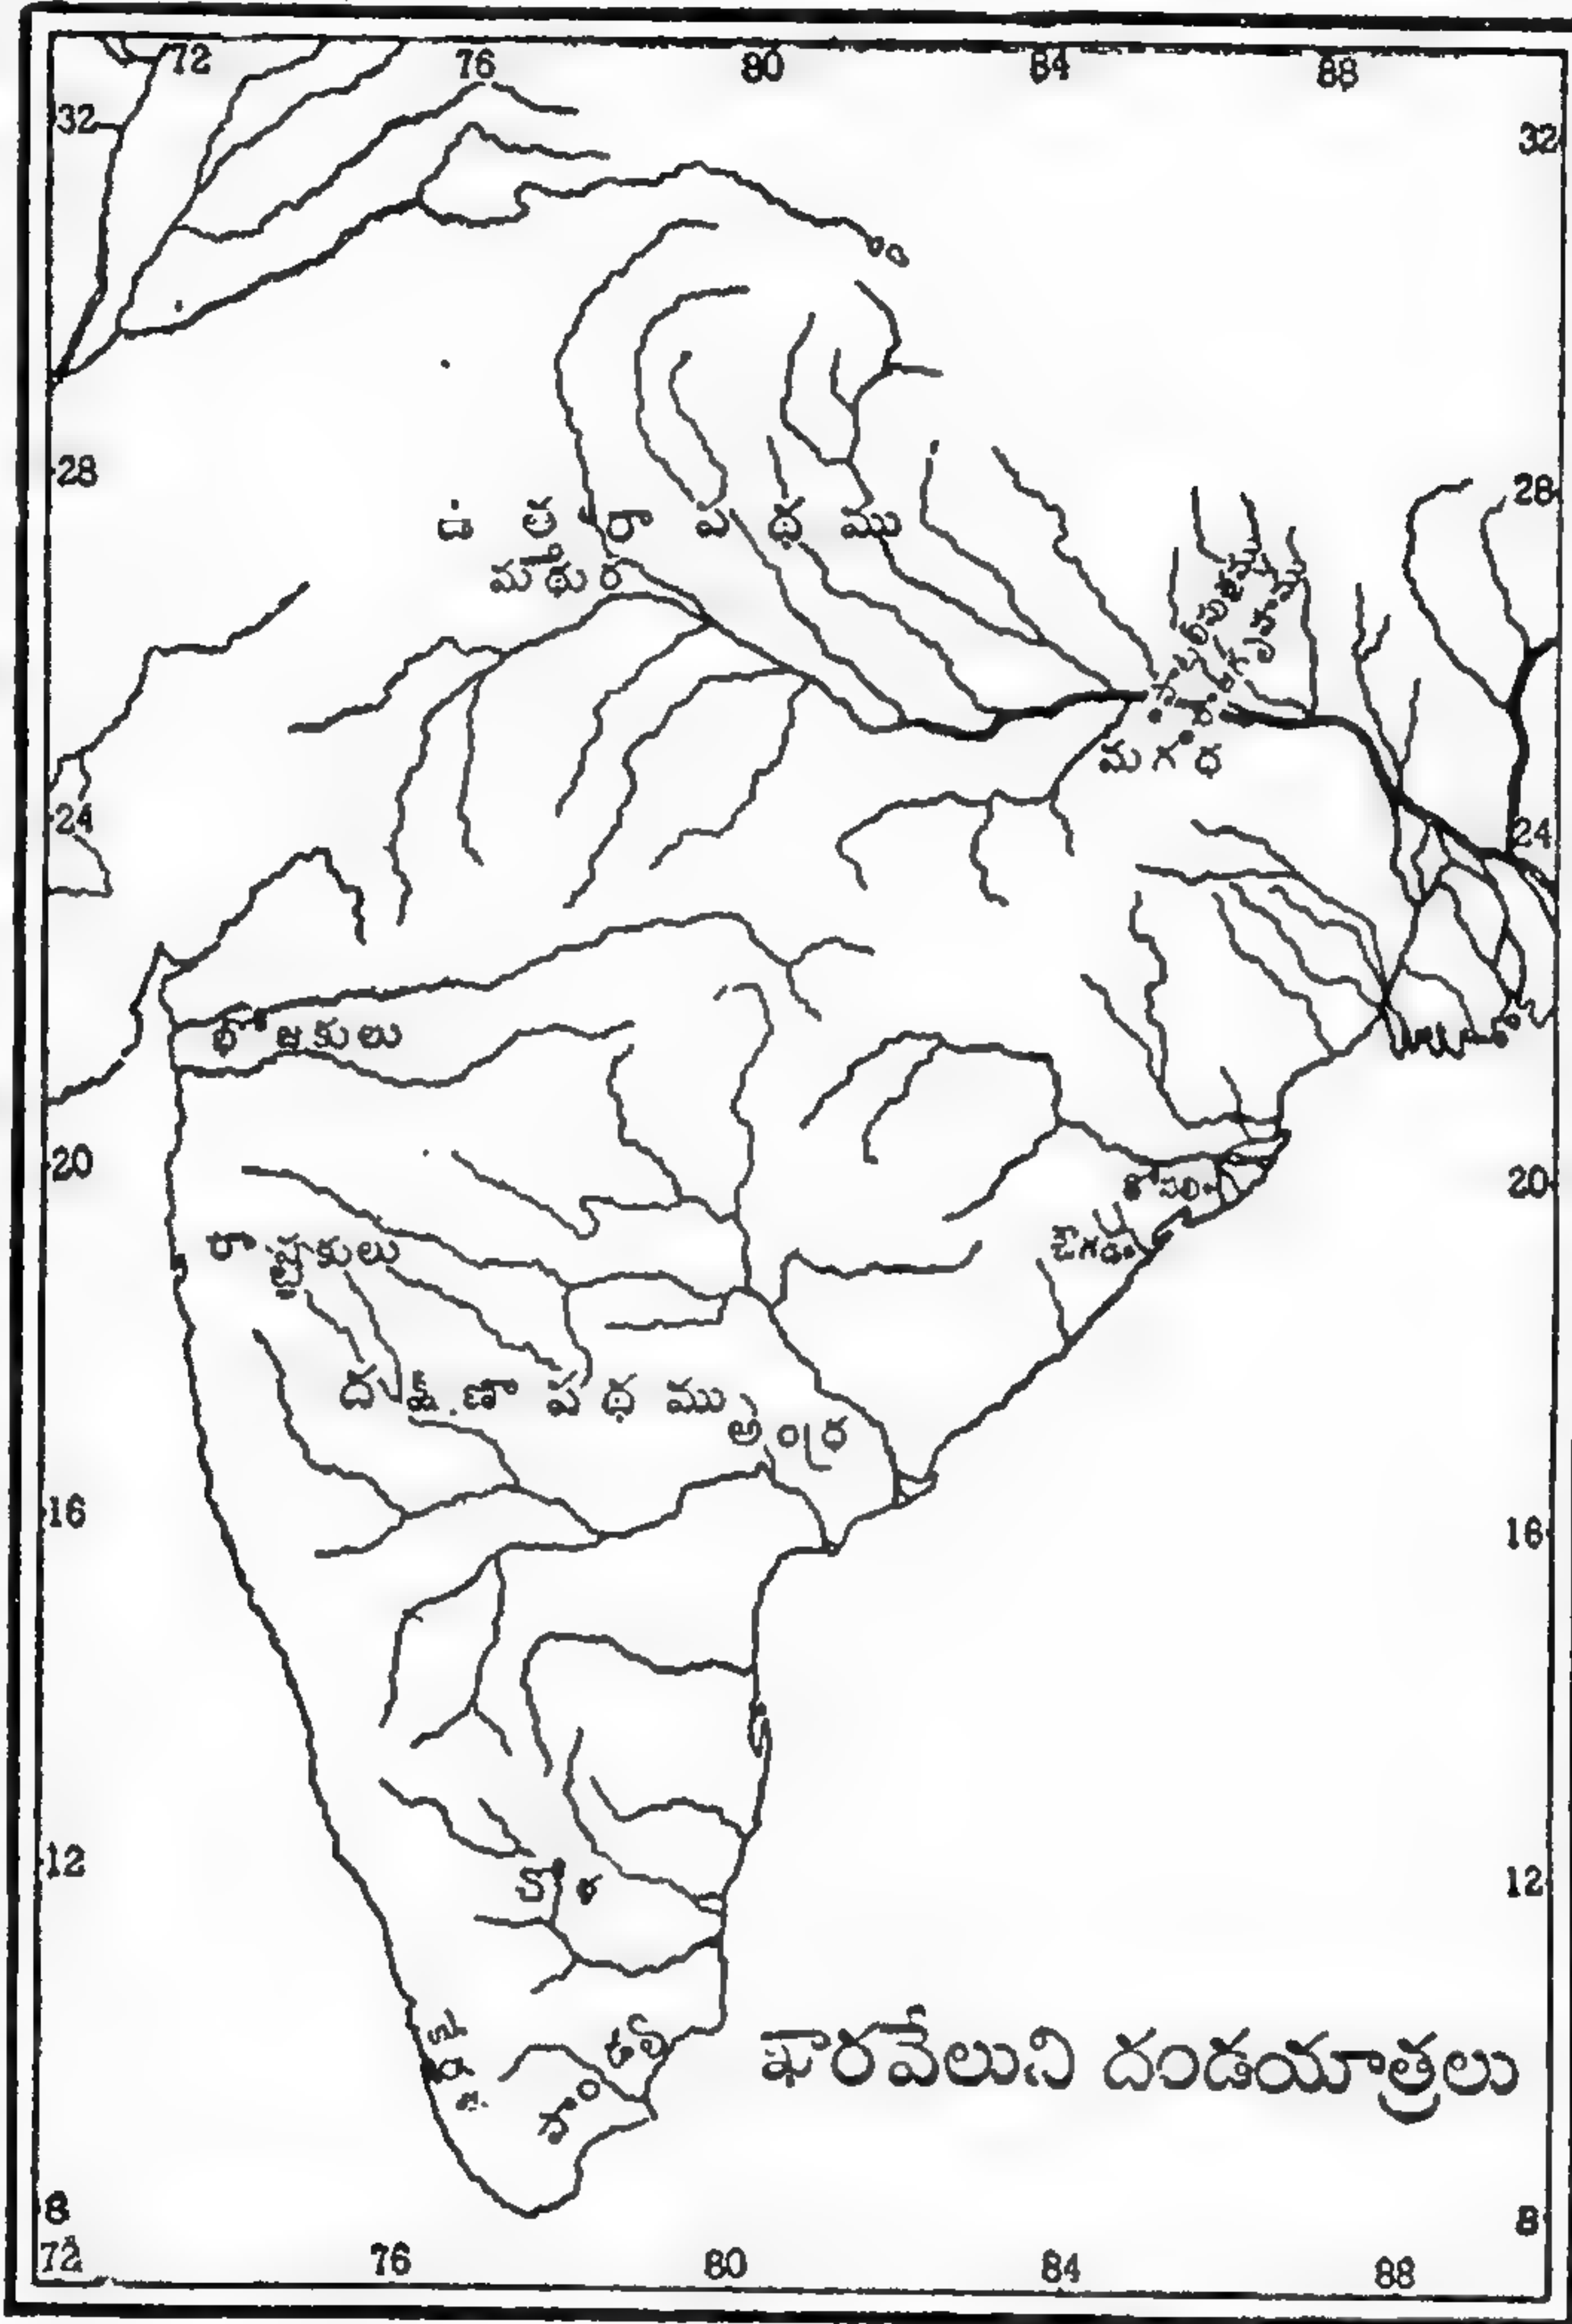 72 76 80 84 88
32 32
28 28
ఉత్తరాపథము
మథుర
మగధ
24 24
భోజకులు
20 20
రాష్ట్రకులు
దక్షిణాపథము
ఆంధ్ర
16 16
12 12
చోళ
పాండ్య
ఖారవేలుని దండయాత్రలు
8 8
72 76 80 84 88